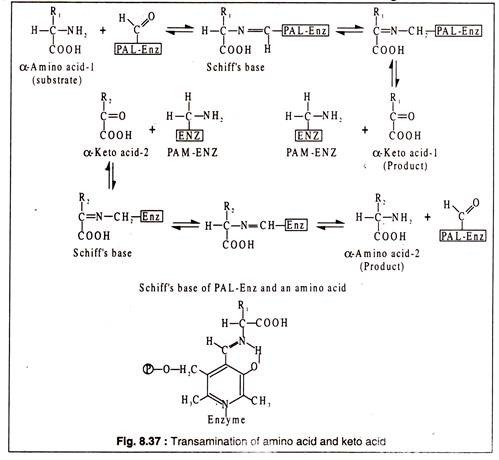 R₁
H–C–NH₂ + H–C=O ⇌ H–C–N=C–PAL-Enz ⇌ C=N–CH₂–PAL-Enz
COOH PAL-Enz COOH H COOH
α-Amino acid-1 Schiff's base
(substrate)
R₂ H H R₁
C=O + H–C–NH₂ H–C–NH₂ + C=O
COOH ENZ ENZ COOH
α-Keto acid-2 PAM-ENZ PAM-ENZ α-Keto acid-1
(Product)
R₂ R₂ R₂
C=N–CH₂–Enz ⇌ H–C–N=CH–Enz ⇌ H–C–NH₂ + H–C=O
COOH COOH COOH PAL-Enz
Schiff's base α-Amino acid-2
(Product)
Schiff's base of PAL-Enz and an amino acid
R₁
H–C–COOH
H C N H
P–O–H₂C O
H₃C N CH₃
Enzyme
Fig. 8.37 : Transamination of amino acid and keto acid